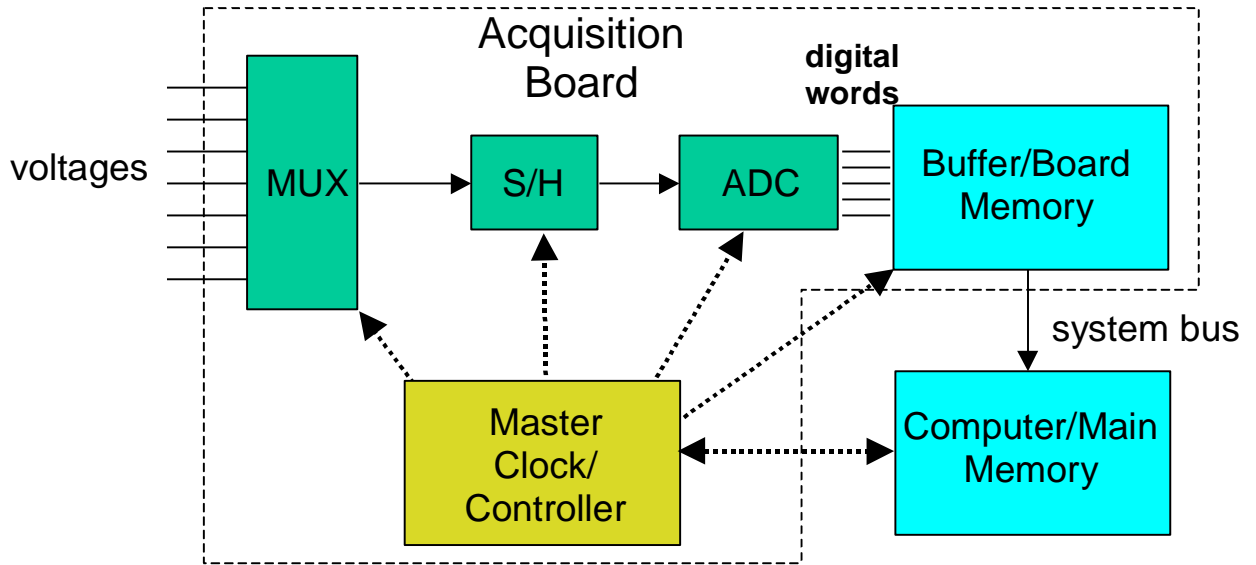 Acquisition
Board
digital
words
voltages
MUX
S/H
ADC
Buffer/Board
Memory
system bus
Master
Clock/
Controller
Computer/Main
Memory